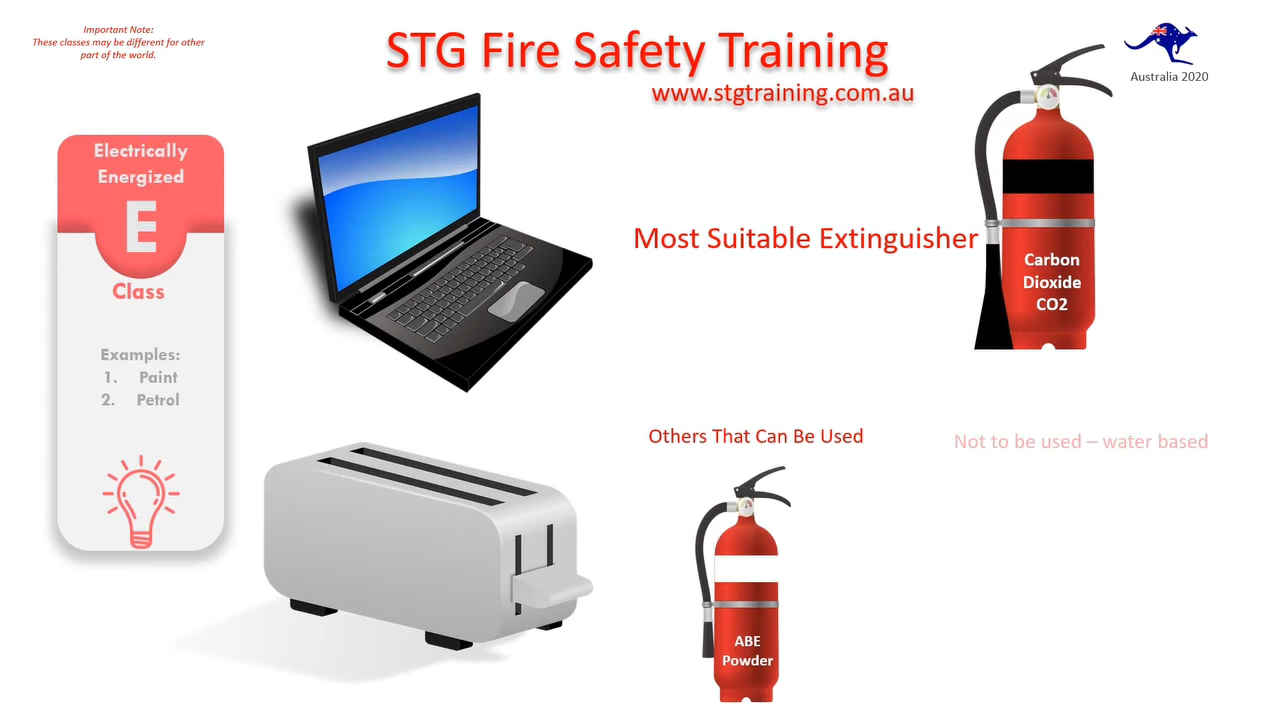 Important Note:
These classes may be different for other
part of the world.
STG Fire Safety Training
www.stgtraining.com.au
Australia 2020
Electrically
Energized
E
Class
Examples:
1. Paint
2. Petrol
Most Suitable Extinguisher
Carbon
Dioxide
CO2
Others That Can Be Used
Not to be used – water based
ABE
Powder